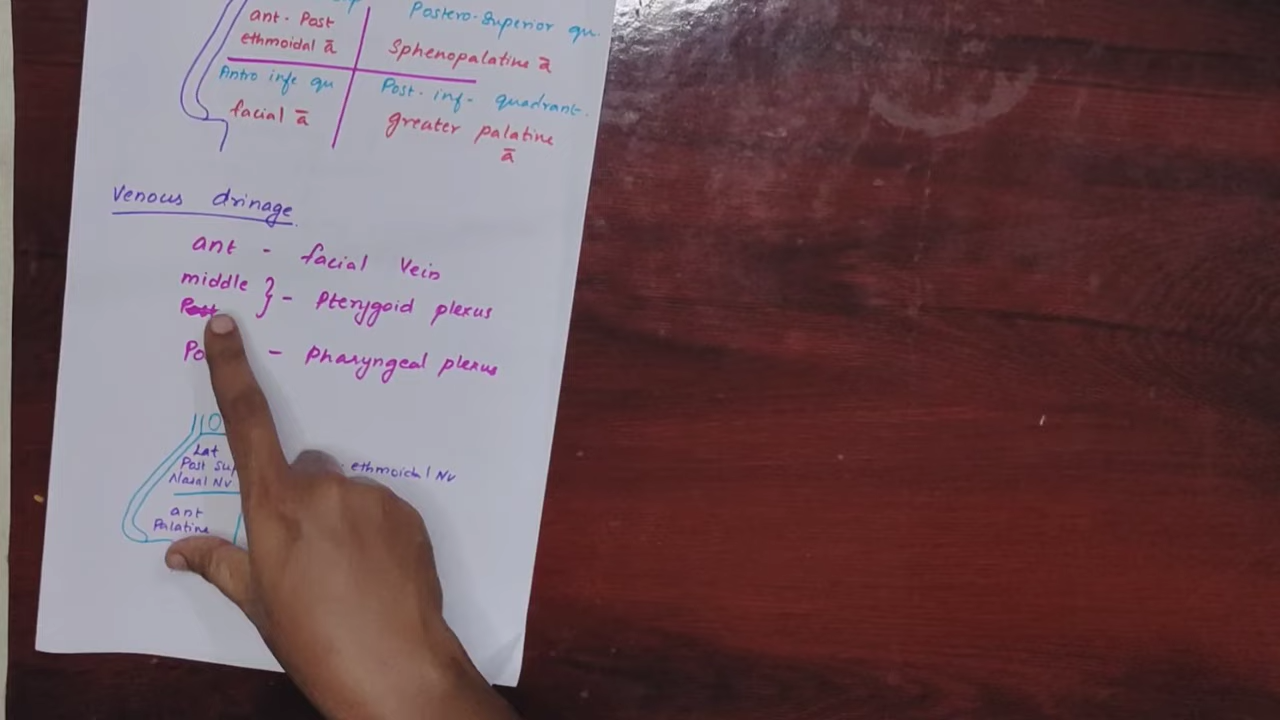 ant. Post
ethmoidal ā
Postero-Superior qu.
Sphenopalatine ā
Antro infe qu
facial ā
Post. inf- quadrant.
greater palatine
ā
Venous drinage
ant - facial Vein
middle } - Pterygoid plexus
Post
Po - Pharyngeal plexus
Lat
Post Sup
Nasal Nv
ethmoidal Nv
ant
Palatine